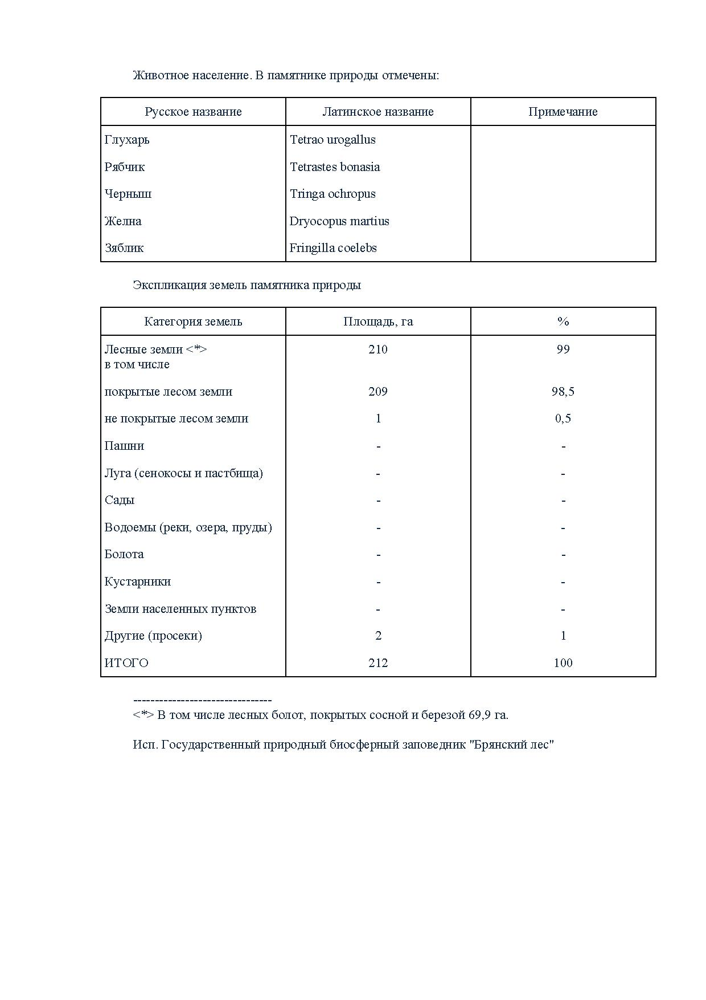 Животное население. В памятнике природы отмечены:
Русское название Латинское название Примечание
Глухарь Tetrao urogallus
Рябчик Tetrastes bonasia
Черныш Tringa ochropus
Желна Dryocopus martius
Зяблик Fringilla coelebs
Экспликация земель памятника природы
Категория земель Площадь, га %
Лесные земли <*> 210 99
в том числе
покрытые лесом земли 209 98,5
не покрытые лесом земли 1 0,5
Пашни - -
Луга (сенокосы и пастбища) - -
Сады - -
Водоемы (реки, озера, пруды) - -
Болота - -
Кустарники - -
Земли населенных пунктов - -
Другие (просеки) 2 1
ИТОГО 212 100
--------------------------------
<*> В том числе лесных болот, покрытых сосной и березой 69,9 га.
Исп. Государственный природный биосферный заповедник "Брянский лес"